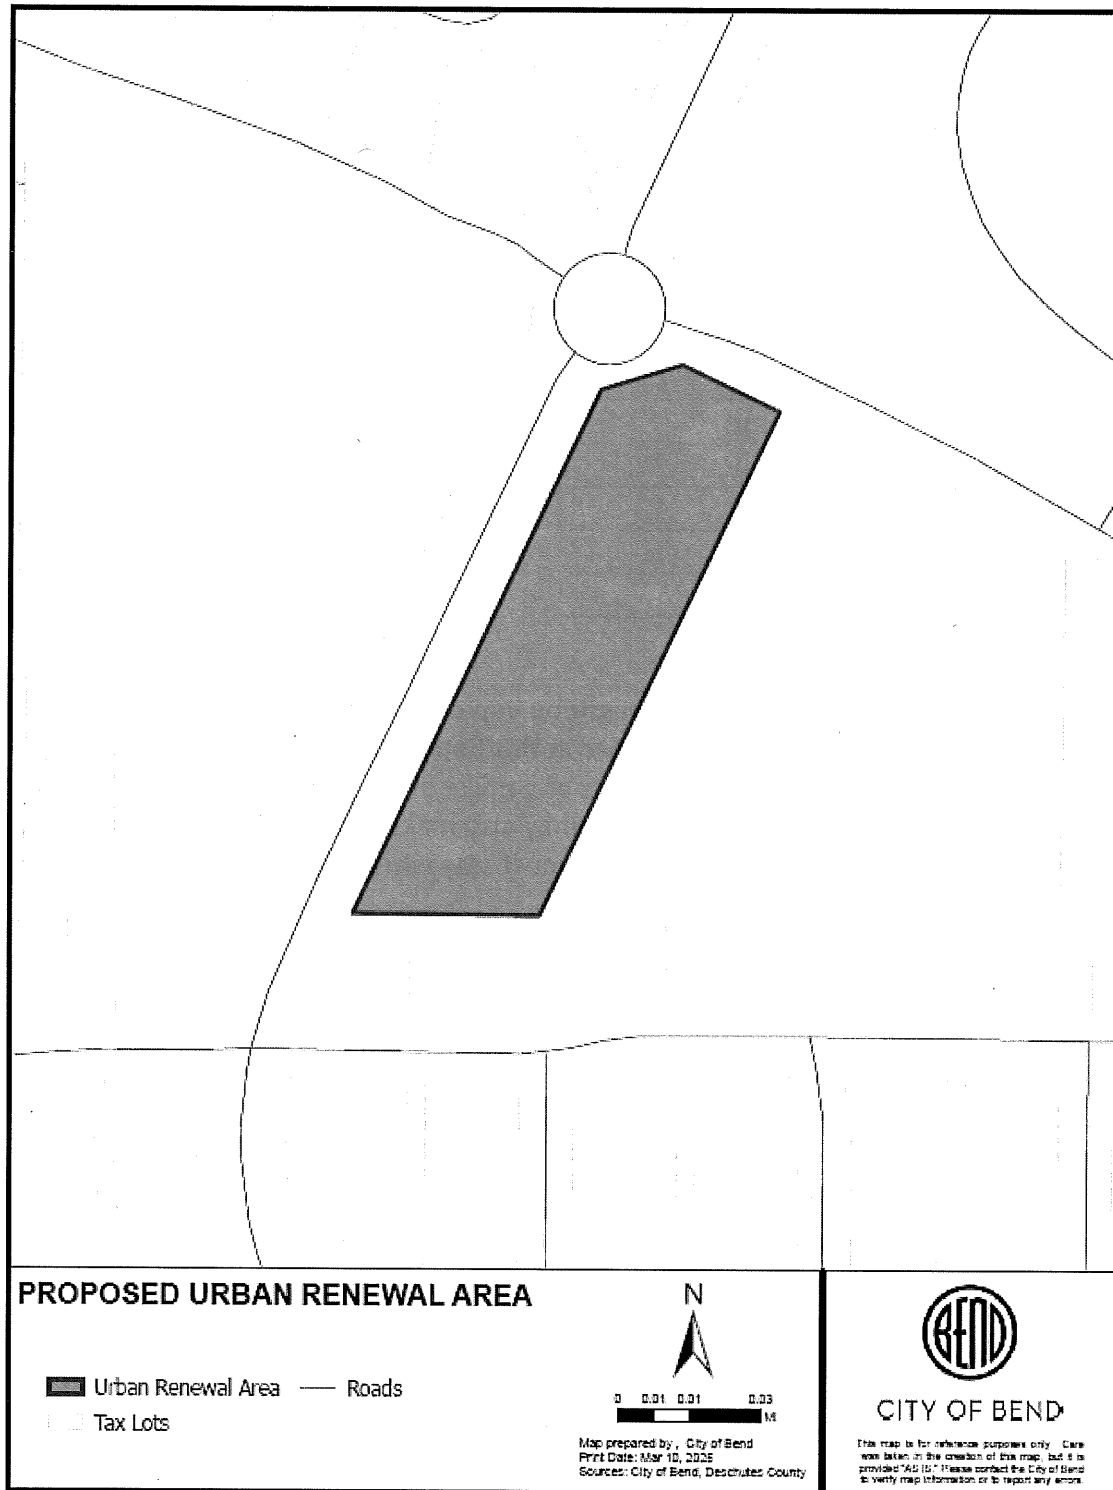 PROPOSED URBAN RENEWAL AREA
Urban Renewal Area
Roads
Tax Lots
N
0 0.01 0.01 0.03
Mi
Map prepared by , City of Bend
Print Date: Mar 10, 2025
Sources: City of Bend, Deschutes County
BEND
CITY OF BEND
This map is for reference purposes only. Care
was taken in the creation of this map, but it is
provided "AS IS." Please contact the City of Bend
to verify map information or to report any errors.